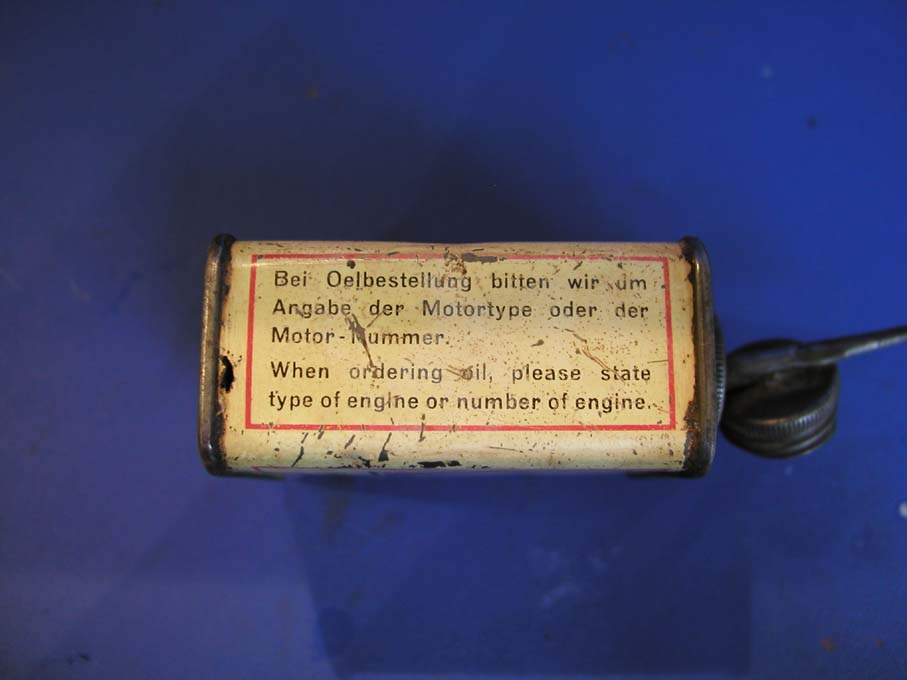 Bei Oelbestellung bitten wir um
Angabe der Motortype oder der
Motor-Nummer.
When ordering oil, please state
type of engine or number of engine.